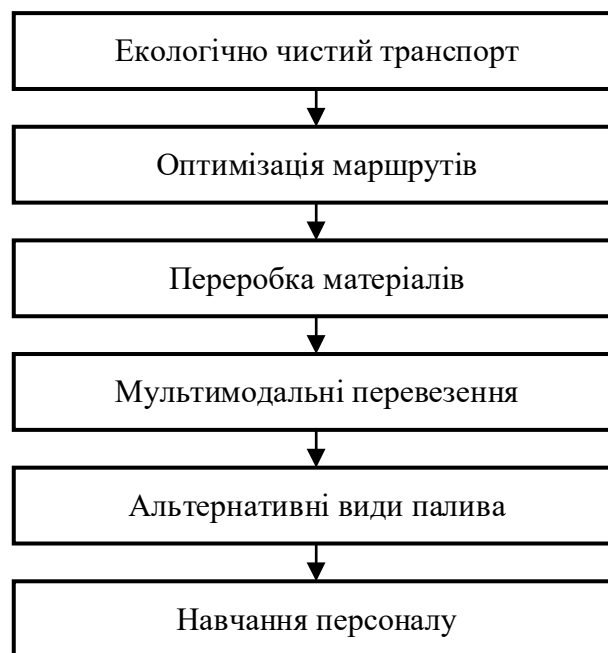 Екологічно чистий транспорт
Оптимізація маршрутів
Переробка матеріалів
Мультимодальні перевезення
Альтернативні види палива
Навчання персоналу